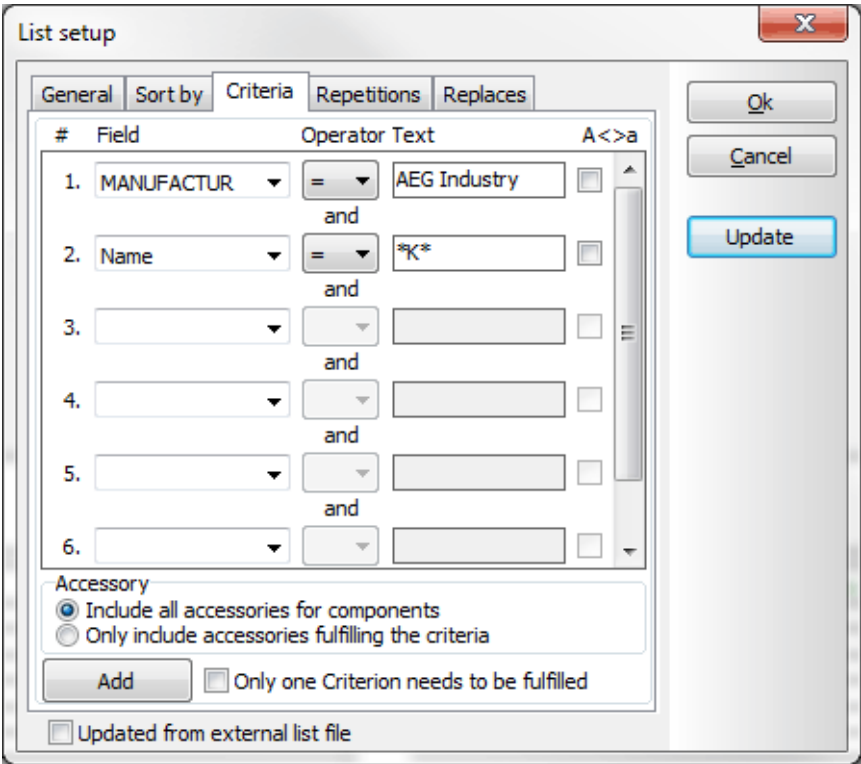 List setup
General Sort by Criteria Repetitions Replaces
Ok
# Field Operator Text A<>a
Cancel
1. MANUFACTUR = AEG Industry
and
Update
2. Name = *K*
and
3.
and
4.
and
5.
and
6.
Accessory
Include all accessories for components
Only include accessories fulfilling the criteria
Add Only one Criterion needs to be fulfilled
Updated from external list file